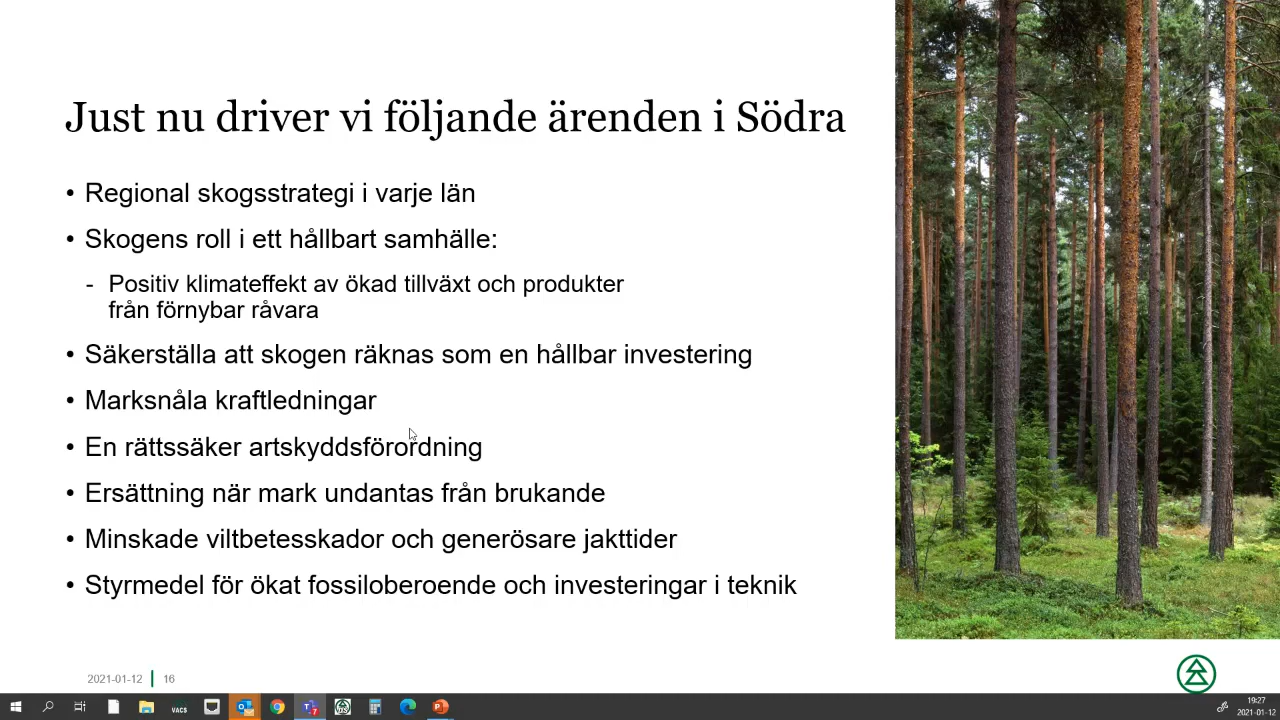 Just nu driver vi följande ärenden i Södra
• Regional skogsstrategi i varje län
• Skogens roll i ett hållbart samhälle:
- Positiv klimateffekt av ökad tillväxt och produkter
från förnybar råvara
• Säkerställa att skogen räknas som en hållbar investering
• Marksnåla kraftledningar
• En rättssäker artskyddsförordning
• Ersättning när mark undantas från brukande
• Minskade viltbetesskador och generösare jakttider
• Styrmedel för ökat fossiloberoende och investeringar i teknik
2021-01-12 16
VACS
19:27
2021-01-12